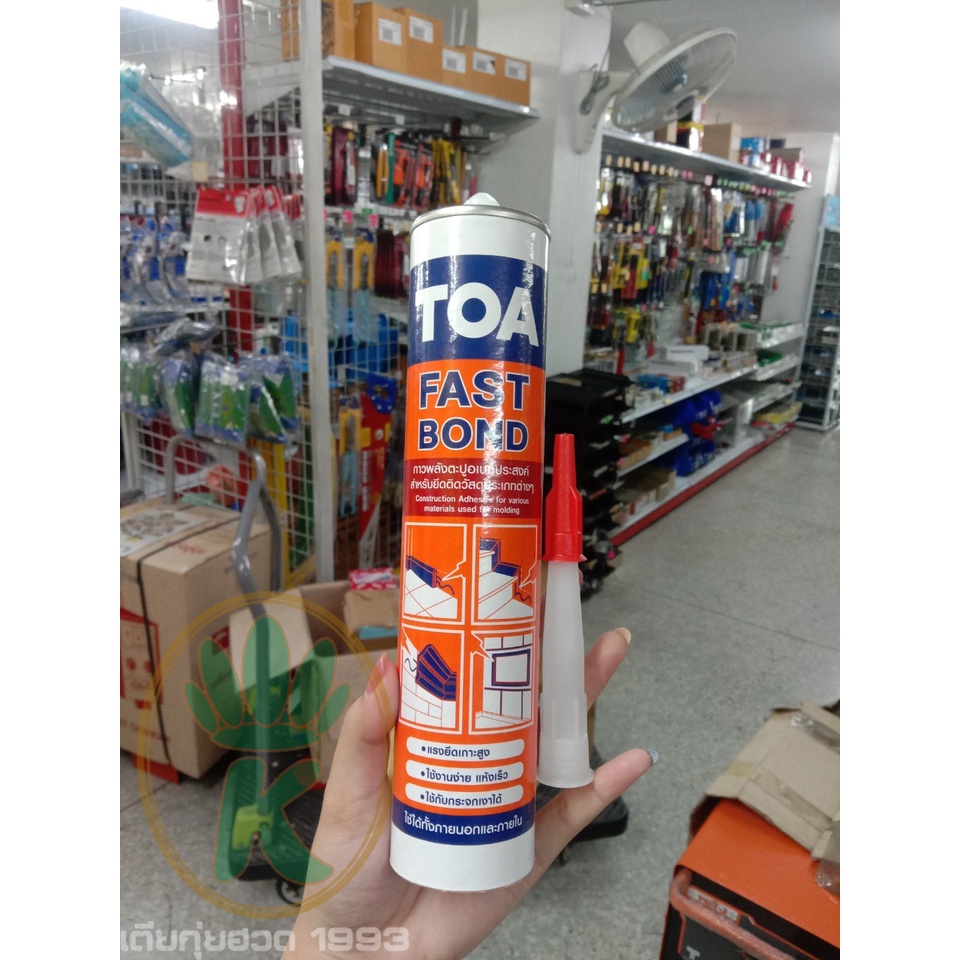 TOA
FAST
BOND
กาวพลังตะปูอเนกประสงค์
สำหรับยึดติดวัสดุประเภทต่างๆ
Construction Adhesive for various
materials used for molding
• แรงยึดเกาะสูง
• ใช้งานง่าย แห้งเร็ว
• ใช้กับกระจกเงาได้
ใช้ได้ทั้งภายนอกและภายใน
K
เตียกุ่ยฮวด 1993